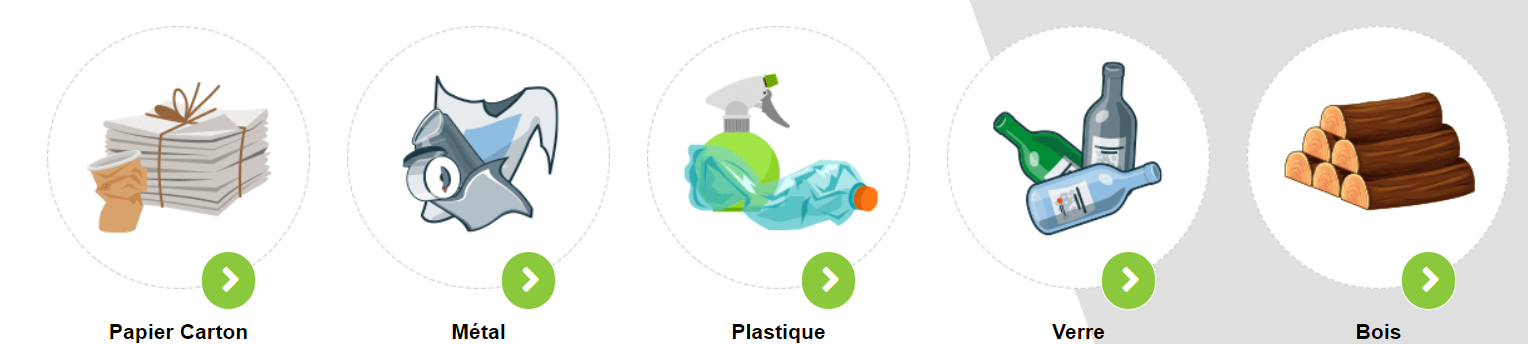 Papier Carton
Métal
Plastique
Verre
Bois